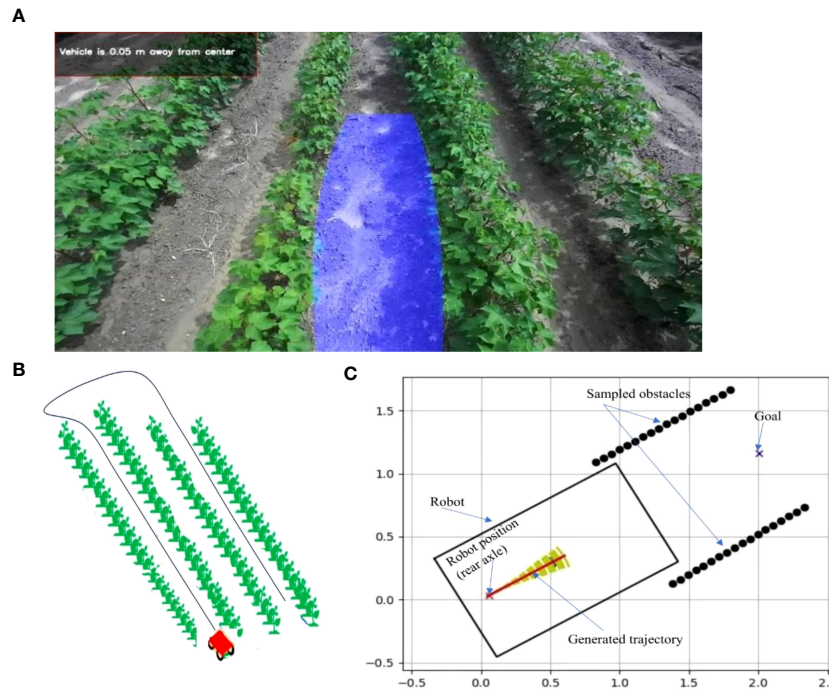 A
Vehicle is 0.05 m away from center
B
C
Sampled obstacles
Goal
Robot
Robot position
(rear axle)
Generated trajectory
1.5
1.0
0.5
0.0
−0.5
−0.5
0.0
0.5
1.0
1.5
2.0